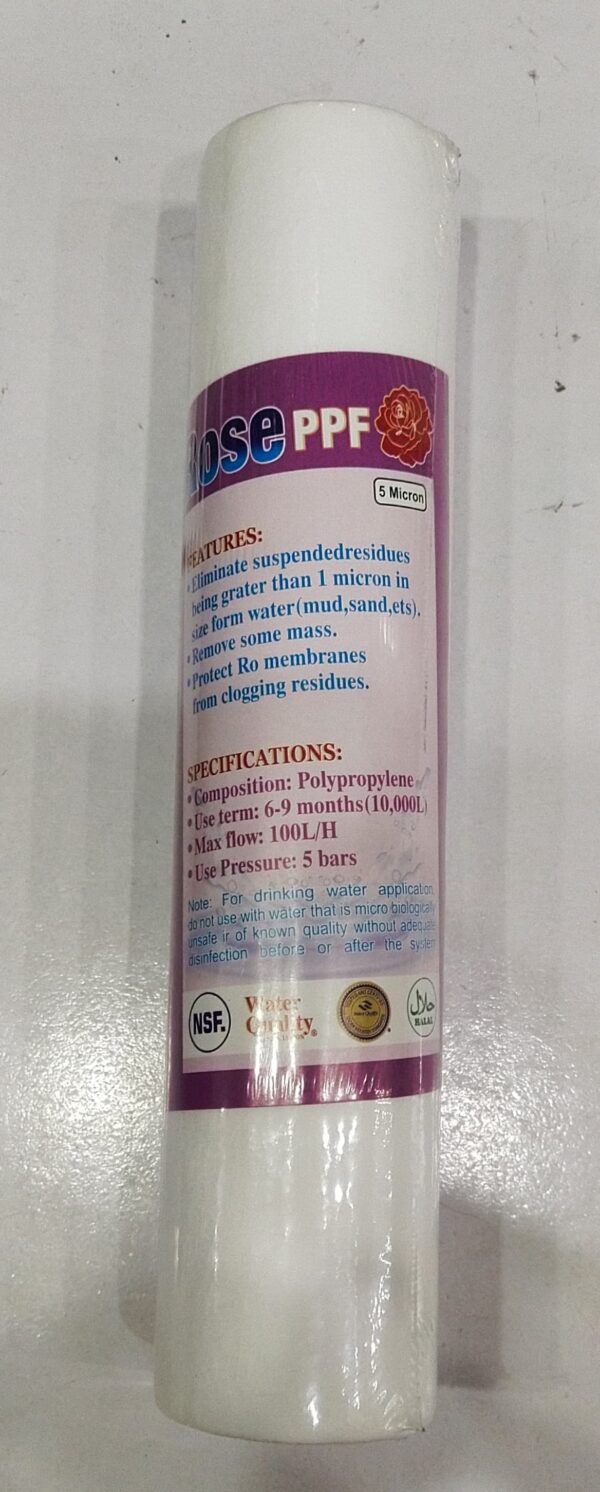 Rose PPF
5 Micron
FEATURES:
• Eliminate suspendedresidues
being grater than 1 micron in
size form water(mud,sand,ets).
• Remove some mass.
• Protect Ro membranes
from clogging residues.
SPECIFICATIONS:
• Composition: Polypropylene
• Use term: 6-9 months(10,000L)
• Max flow: 100L/H
• Use Pressure: 5 bars
Note: For drinking water application
do not use with water that is micro biologically
unsafe ir of known quality without adequate
disinfection before or after the system
NSF.
Water
Quality
حلال
HALAL